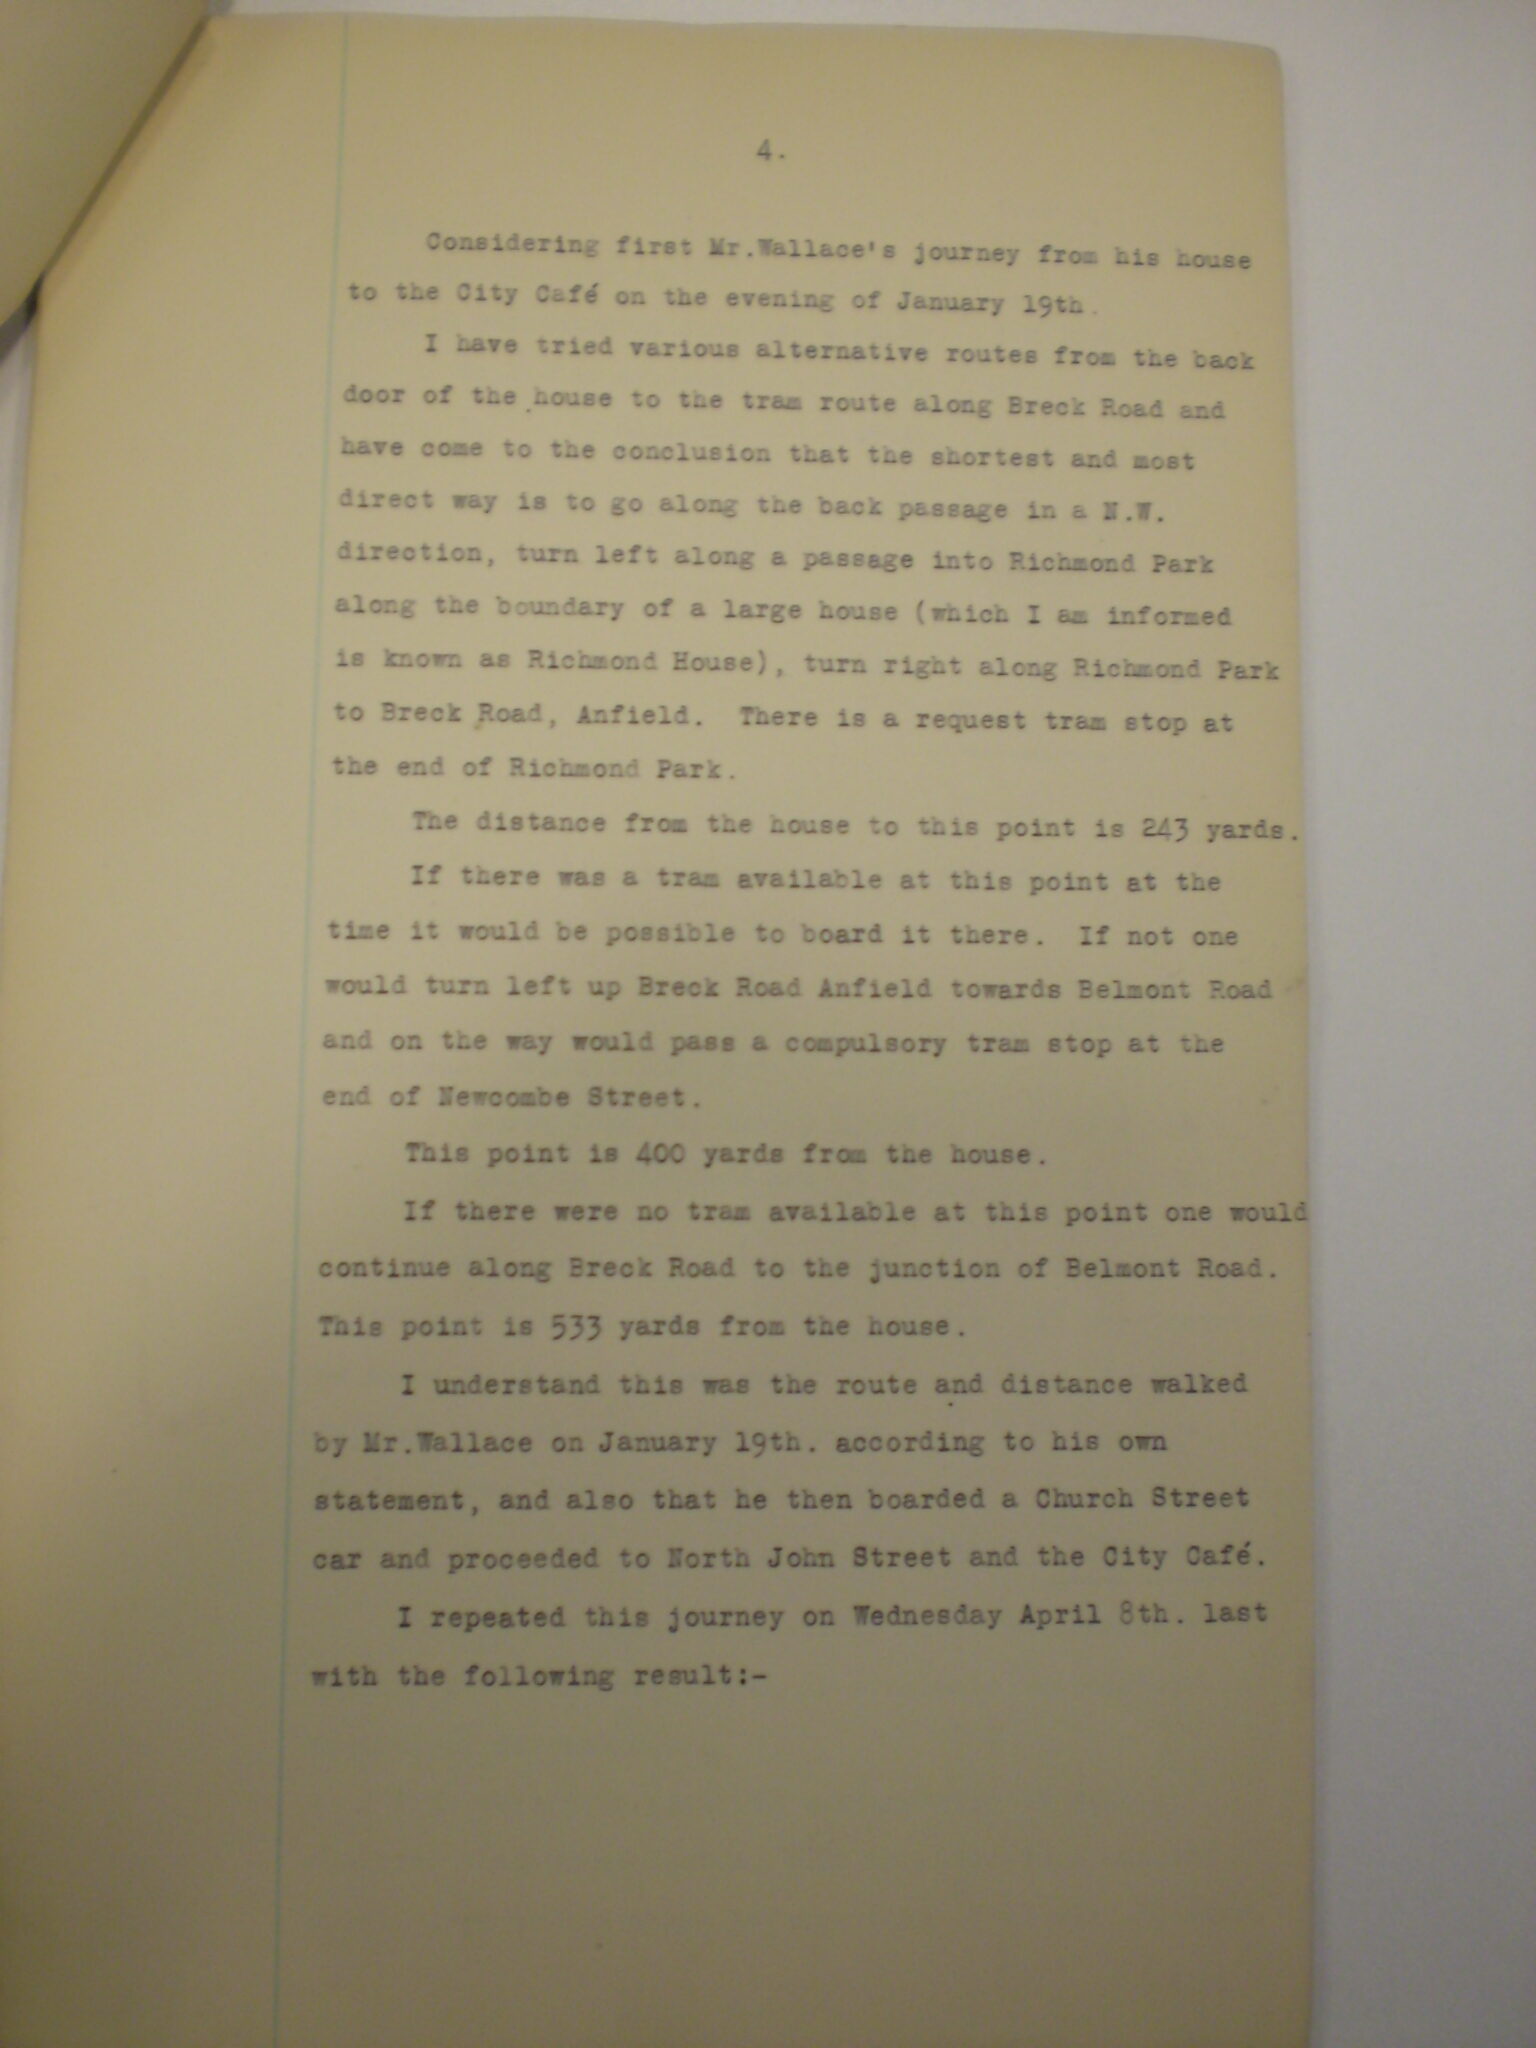 4.
Considering first Mr.Wallace's journey from his house
to the City Café on the evening of January 19th.
I have tried various alternative routes from the back
door of the house to the tram route along Breck Road and
have come to the conclusion that the shortest and most
direct way is to go along the back passage in a N.W.
direction, turn left along a passage into Richmond Park
along the boundary of a large house (which I am informed
is known as Richmond House), turn right along Richmond Park
to Breck Road, Anfield. There is a request tram stop at
the end of Richmond Park.
The distance from the house to this point is 243 yards.
If there was a tram available at this point at the
time it would be possible to board it there. If not one
would turn left up Breck Road Anfield towards Belmont Road
and on the way would pass a compulsory tram stop at the
end of Newcombe Street.
This point is 400 yards from the house.
If there were no tram available at this point one would
continue along Breck Road to the junction of Belmont Road.
This point is 533 yards from the house.
I understand this was the route and distance walked
by Mr.Wallace on January 19th. according to his own
statement, and also that he then boarded a Church Street
car and proceeded to North John Street and the City Café.
I repeated this journey on Wednesday April 8th. last
with the following result:-